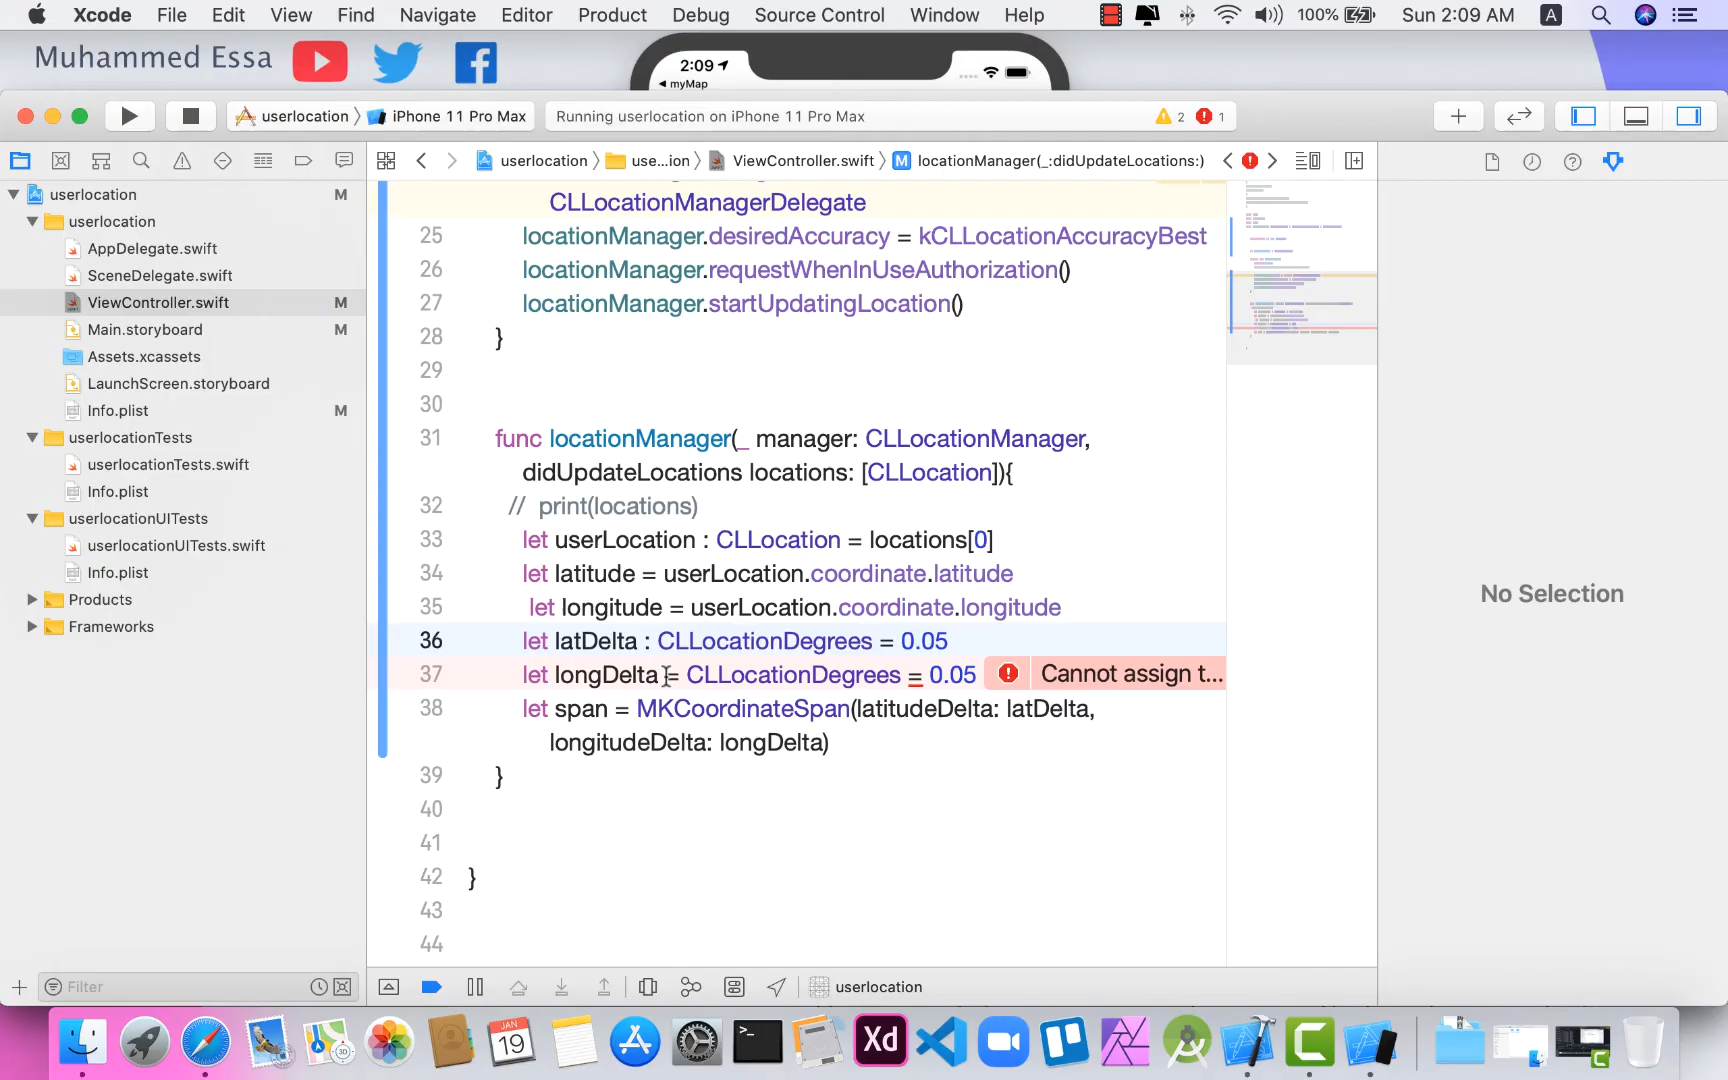 Xcode File Edit View Find Navigate Editor Product Debug Source Control Window Help 100% Sun 2:09 AM A
Muhammed Essa
2:09
myMap
userlocation iPhone 11 Pro Max Running userlocation on iPhone 11 Pro Max 2 1
userlocation use...ion ViewController.swift M locationManager(_:didUpdateLocations:)
userlocation M
userlocation
AppDelegate.swift
SceneDelegate.swift
ViewController.swift M
Main.storyboard M
Assets.xcassets
LaunchScreen.storyboard
Info.plist M
userlocationTests
userlocationTests.swift
Info.plist
userlocationUITests
userlocationUITests.swift
Info.plist
Products
Frameworks
Filter
CLLocationManagerDelegate
25 locationManager.desiredAccuracy = kCLLocationAccuracyBest
26 locationManager.requestWhenInUseAuthorization()
27 locationManager.startUpdatingLocation()
28 }
29
30
31 func locationManager(_ manager: CLLocationManager,
didUpdateLocations locations: [CLLocation]){
32 // print(locations)
33 let userLocation : CLLocation = locations[0]
34 let latitude = userLocation.coordinate.latitude
35 let longitude = userLocation.coordinate.longitude
36 let latDelta : CLLocationDegrees = 0.05
37 let longDelta = CLLocationDegrees = 0.05 Cannot assign t...
38 let span = MKCoordinateSpan(latitudeDelta: latDelta,
longitudeDelta: longDelta)
39 }
40
41
42 }
43
44
userlocation
No Selection
JAN
19
3D
Xd
C